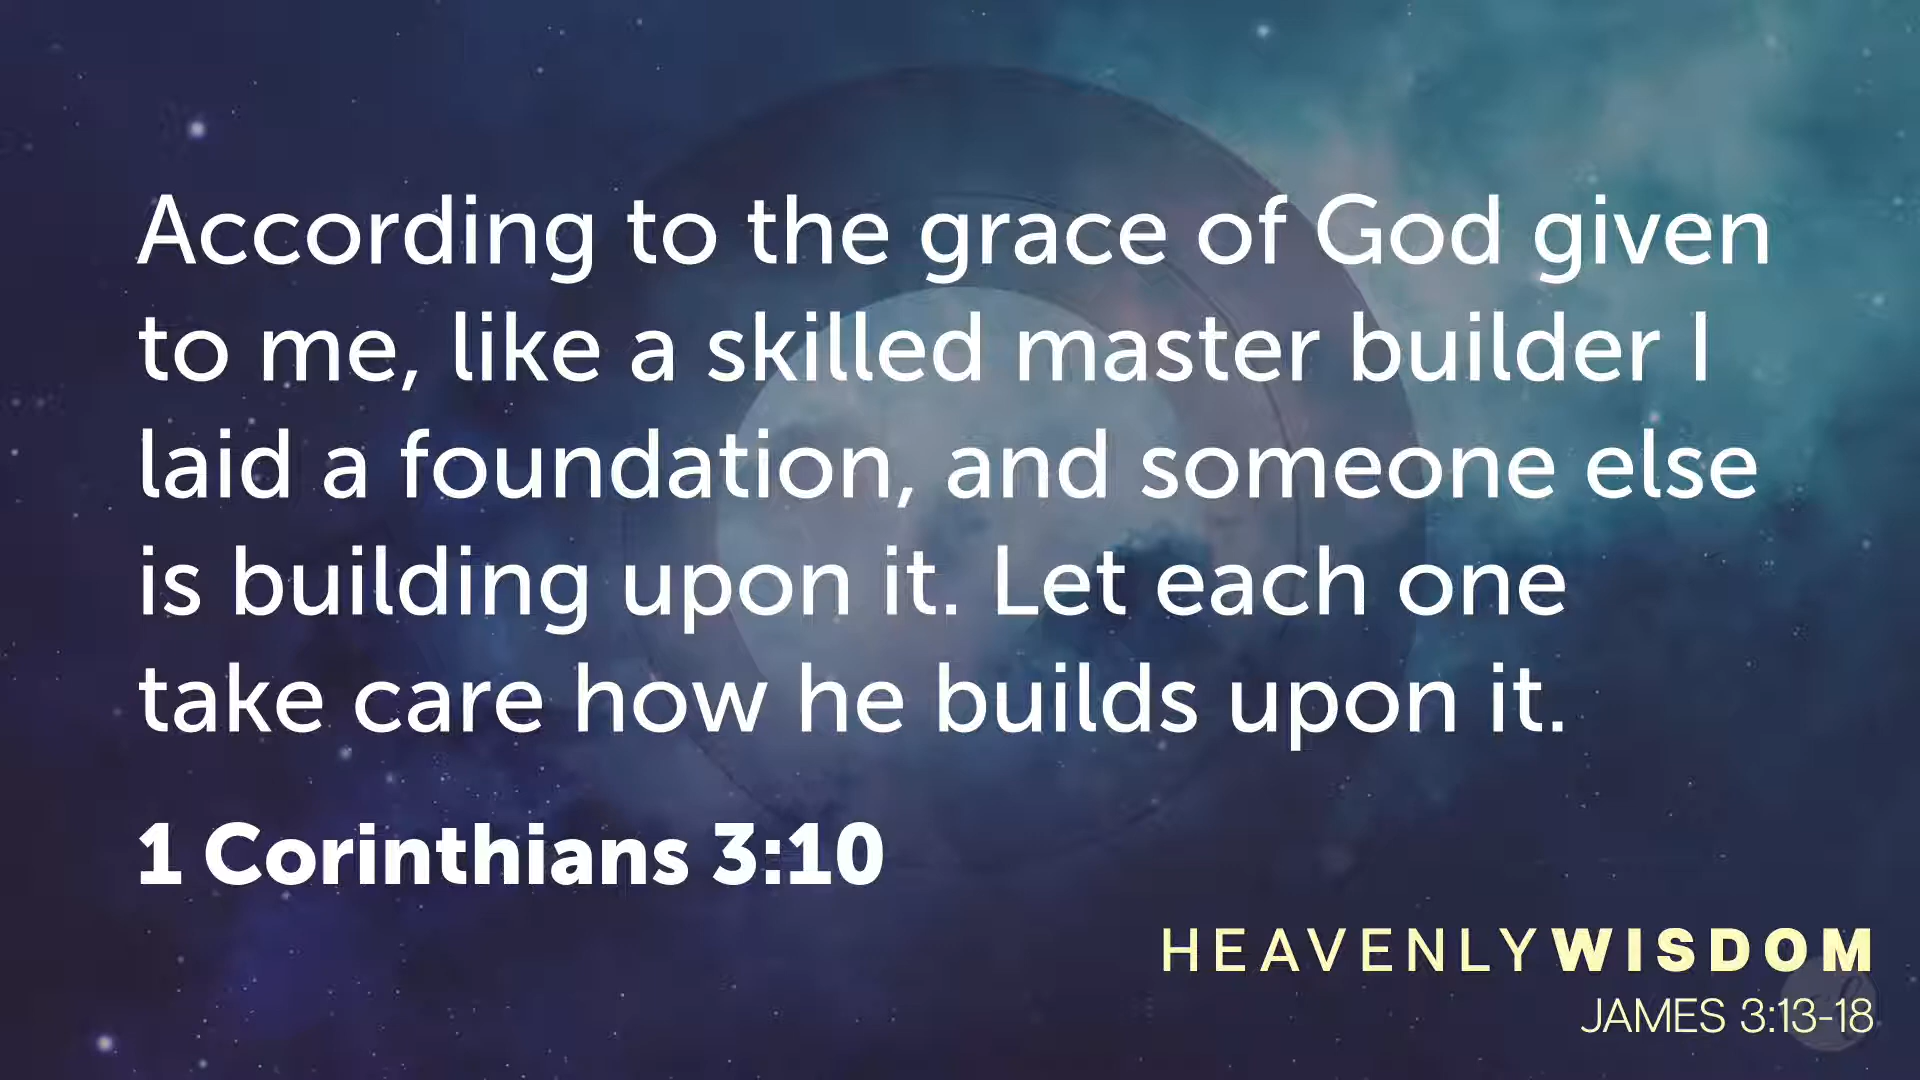 According to the grace of God given
to me, like a skilled master builder I
laid a foundation, and someone else
is building upon it. Let each one
take care how he builds upon it.
1 Corinthians 3:10
HEAVENLYWISDOM
JAMES 3:13-18